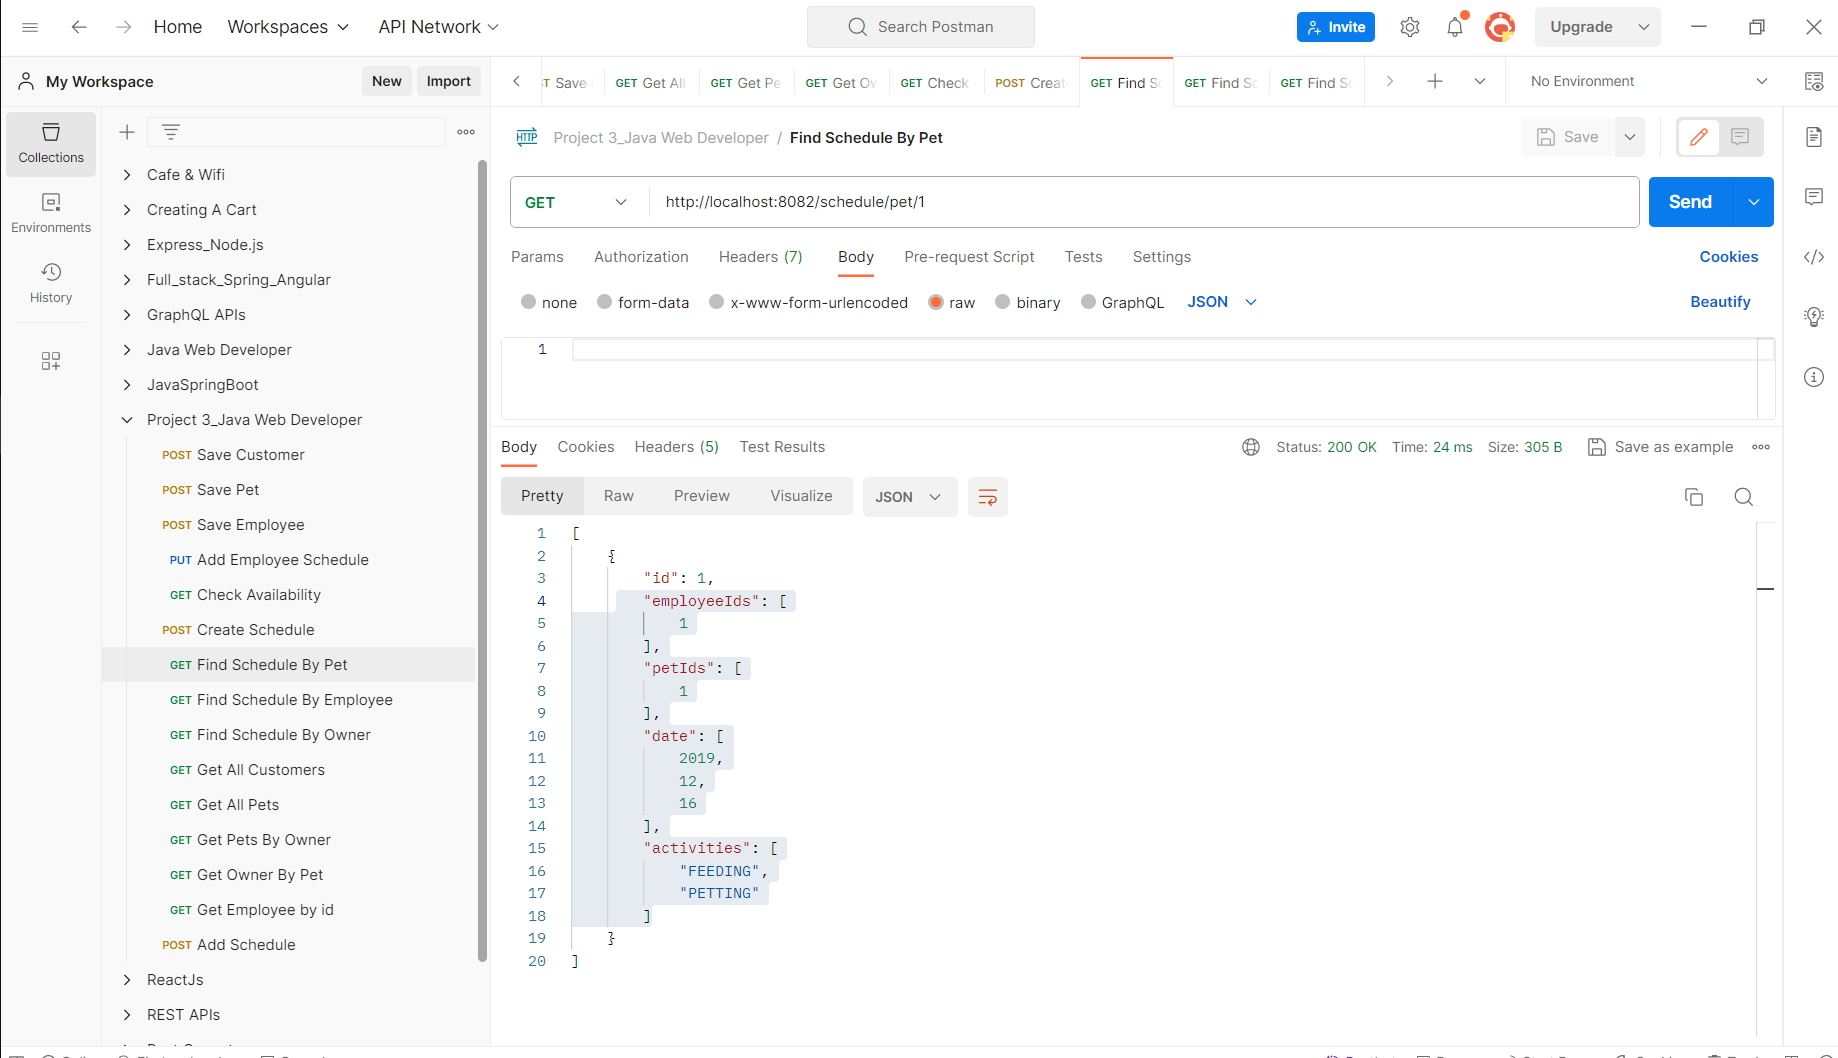 Home Workspaces API Network Search Postman Invite Upgrade
My Workspace New Import
Save GET Get All GET Get Pe GET Get Ow GET Check POST Creat GET Find Sc GET Find Sc GET Find Sc No Environment
Collections
Environments
History
Cafe & Wifi
Creating A Cart
Express_Node.js
Full_stack_Spring_Angular
GraphQL APIs
Java Web Developer
JavaSpringBoot
Project 3_Java Web Developer
POST Save Customer
POST Save Pet
POST Save Employee
PUT Add Employee Schedule
GET Check Availability
POST Create Schedule
GET Find Schedule By Pet
GET Find Schedule By Employee
GET Find Schedule By Owner
GET Get All Customers
GET Get All Pets
GET Get Pets By Owner
GET Get Owner By Pet
GET Get Employee by id
POST Add Schedule
ReactJs
REST APIs
HTTP Project 3_Java Web Developer / Find Schedule By Pet Save
GET http://localhost:8082/schedule/pet/1 Send
Params Authorization Headers (7) Body Pre-request Script Tests Settings Cookies
none form-data x-www-form-urlencoded raw binary GraphQL JSON Beautify
1
Body Cookies Headers (5) Test Results Status: 200 OK Time: 24 ms Size: 305 B Save as example
Pretty Raw Preview Visualize JSON
1 [
2 {
3 "id": 1,
4 "employeeIds": [
5 1
6 ],
7 "petIds": [
8 1
9 ],
10 "date": [
11 2019,
12 12,
13 16
14 ],
15 "activities": [
16 "FEEDING",
17 "PETTING"
18 ]
19 }
20 ]